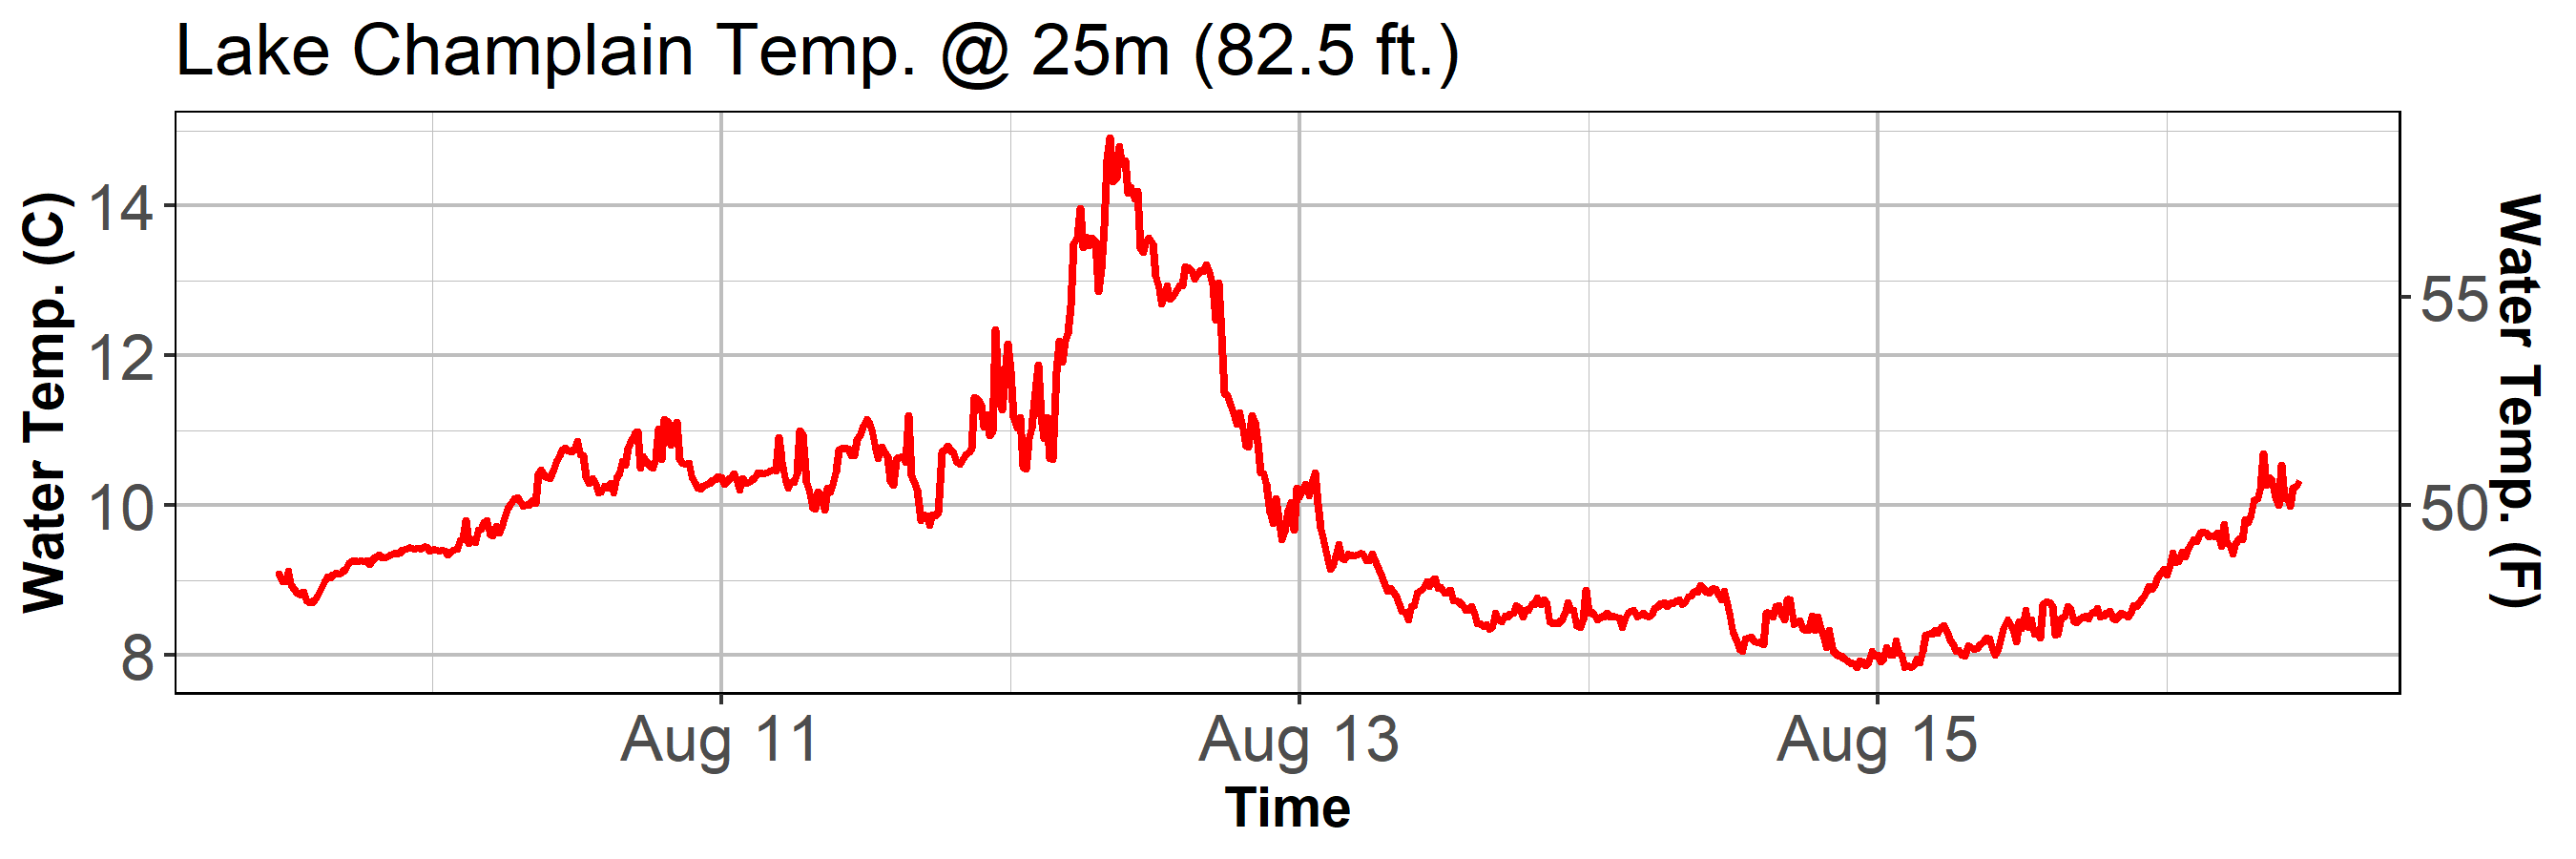 Lake Champlain Temp. @ 25m (82.5 ft.)
Water Temp. (C)
14
12
10
8
55
50
Water Temp. (F)
Aug 11
Aug 13
Aug 15
Time